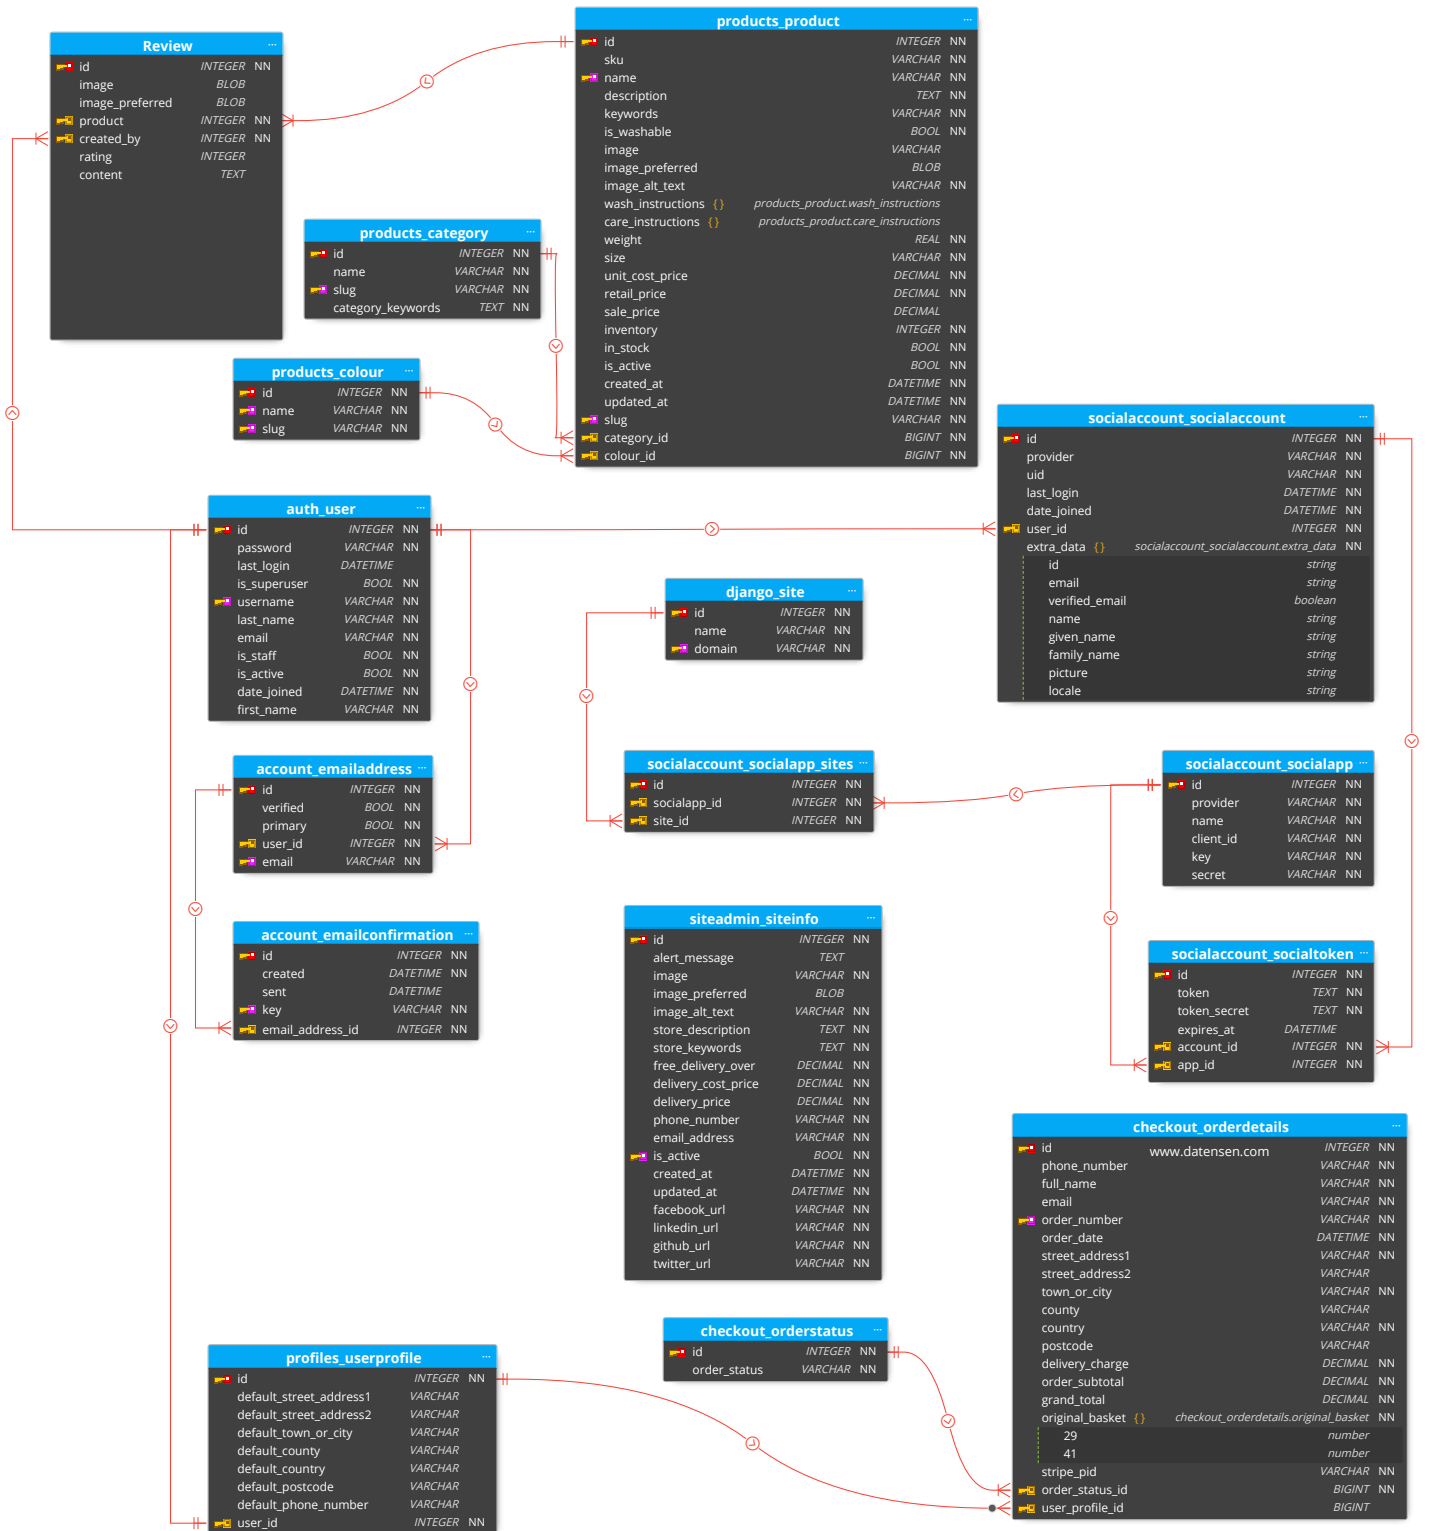 products_product ...
id INTEGER NN
sku VARCHAR NN
name VARCHAR NN
description TEXT NN
keywords VARCHAR NN
is_washable BOOL NN
image VARCHAR
image_preferred BLOB
image_alt_text VARCHAR NN
wash_instructions {} products_product.wash_instructions
care_instructions {} products_product.care_instructions
weight REAL NN
size VARCHAR NN
unit_cost_price DECIMAL NN
retail_price DECIMAL NN
sale_price DECIMAL
inventory INTEGER NN
in_stock BOOL NN
is_active BOOL NN
created_at DATETIME NN
updated_at DATETIME NN
slug VARCHAR NN
category_id BIGINT NN
colour_id BIGINT NN
Review ...
id INTEGER NN
image BLOB
image_preferred BLOB
product INTEGER NN
created_by INTEGER NN
rating INTEGER
content TEXT
products_category ...
id INTEGER NN
name VARCHAR NN
slug VARCHAR NN
category_keywords TEXT NN
products_colour ...
id INTEGER NN
name VARCHAR NN
slug VARCHAR NN
socialaccount_socialaccount ...
id INTEGER NN
provider VARCHAR NN
uid VARCHAR NN
last_login DATETIME NN
date_joined DATETIME NN
user_id INTEGER NN
extra_data {} socialaccount_socialaccount.extra_data NN
id string
email string
verified_email boolean
name string
given_name string
family_name string
picture string
locale string
auth_user ...
id INTEGER NN
password VARCHAR NN
last_login DATETIME
is_superuser BOOL NN
username VARCHAR NN
last_name VARCHAR NN
email VARCHAR NN
is_staff BOOL NN
is_active BOOL NN
date_joined DATETIME NN
first_name VARCHAR NN
django_site ...
id INTEGER NN
name VARCHAR NN
domain VARCHAR NN
account_emailaddress ...
id INTEGER NN
verified BOOL NN
primary BOOL NN
user_id INTEGER NN
email VARCHAR NN
socialaccount_socialapp_sites ...
id INTEGER NN
socialapp_id INTEGER NN
site_id INTEGER NN
socialaccount_socialapp ...
id INTEGER NN
provider VARCHAR NN
name VARCHAR NN
client_id VARCHAR NN
key VARCHAR NN
secret VARCHAR NN
account_emailconfirmation ...
id INTEGER NN
created DATETIME NN
sent DATETIME
key VARCHAR NN
email_address_id INTEGER NN
siteadmin_siteinfo ...
id INTEGER NN
alert_message TEXT
image VARCHAR NN
image_preferred BLOB
image_alt_text VARCHAR NN
store_description TEXT NN
store_keywords TEXT NN
free_delivery_over DECIMAL NN
delivery_cost_price DECIMAL NN
delivery_price DECIMAL NN
phone_number VARCHAR NN
email_address VARCHAR NN
is_active BOOL NN
created_at DATETIME NN
updated_at DATETIME NN
facebook_url VARCHAR NN
linkedin_url VARCHAR NN
github_url VARCHAR NN
twitter_url VARCHAR NN
socialaccount_socialtoken ...
id INTEGER NN
token TEXT NN
token_secret TEXT NN
expires_at DATETIME
account_id INTEGER NN
app_id INTEGER NN
checkout_orderdetails ...
id INTEGER NN
www.datensen.com
phone_number VARCHAR NN
full_name VARCHAR NN
email VARCHAR NN
order_number VARCHAR NN
order_date DATETIME NN
street_address1 VARCHAR NN
street_address2 VARCHAR
town_or_city VARCHAR NN
county VARCHAR
country VARCHAR NN
postcode VARCHAR
delivery_charge DECIMAL NN
order_subtotal DECIMAL NN
grand_total DECIMAL NN
original_basket {} checkout_orderdetails.original_basket NN
29 number
41 number
stripe_pid VARCHAR NN
order_status_id BIGINT NN
user_profile_id BIGINT
checkout_orderstatus ...
id INTEGER NN
order_status VARCHAR NN
profiles_userprofile ...
id INTEGER NN
default_street_address1 VARCHAR
default_street_address2 VARCHAR
default_town_or_city VARCHAR
default_county VARCHAR
default_country VARCHAR
default_postcode VARCHAR
default_phone_number VARCHAR
user_id INTEGER NN